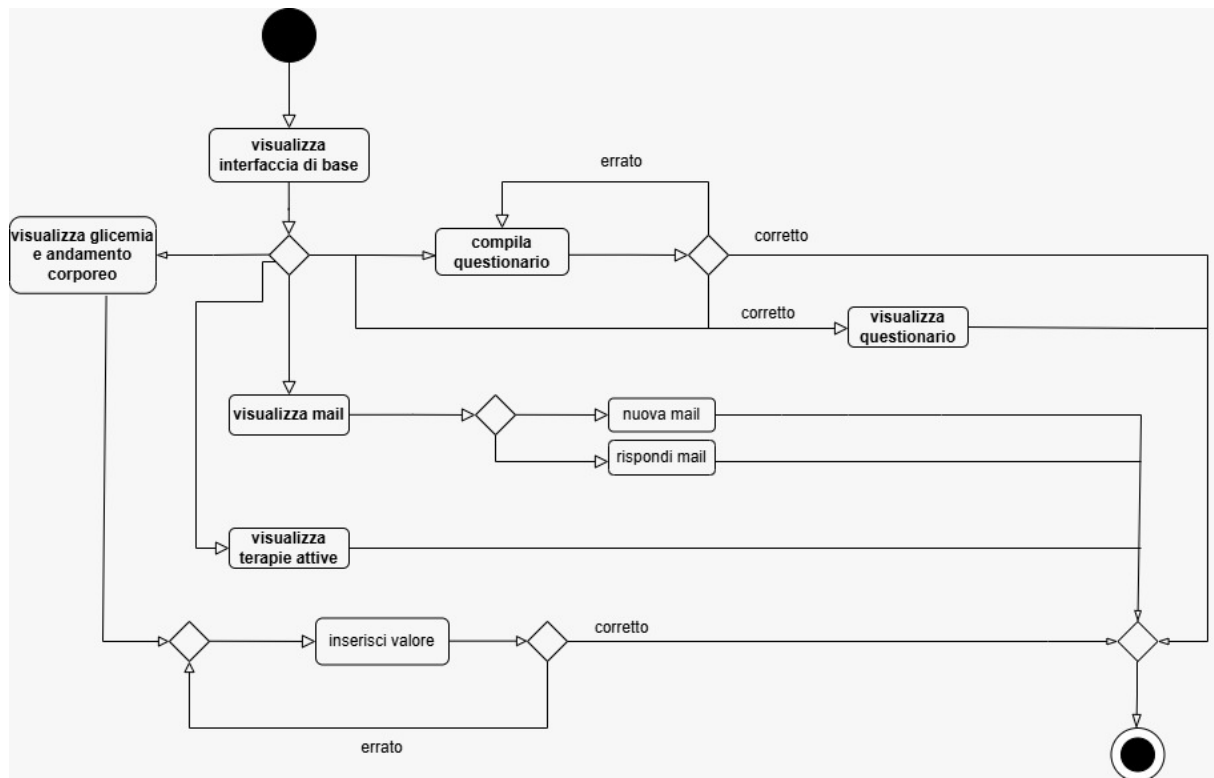 visualizza
interfaccia di base
errato
visualizza glicemia
e andamento
corporeo
compila
questionario
corretto
corretto
visualizza
questionario
visualizza mail
nuova mail
rispondi mail
visualizza
terapie attive
inserisci valore
corretto
errato